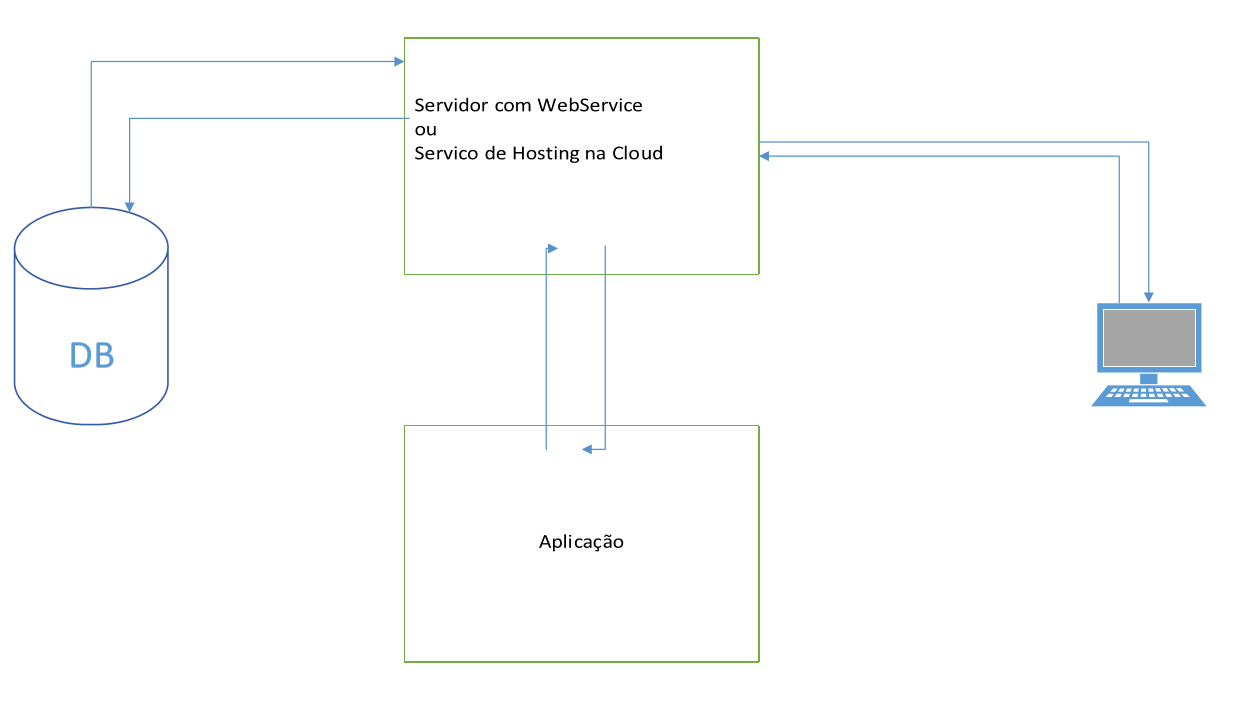 Servidor com WebService
ou
Servico de Hosting na Cloud
DB
Aplicação